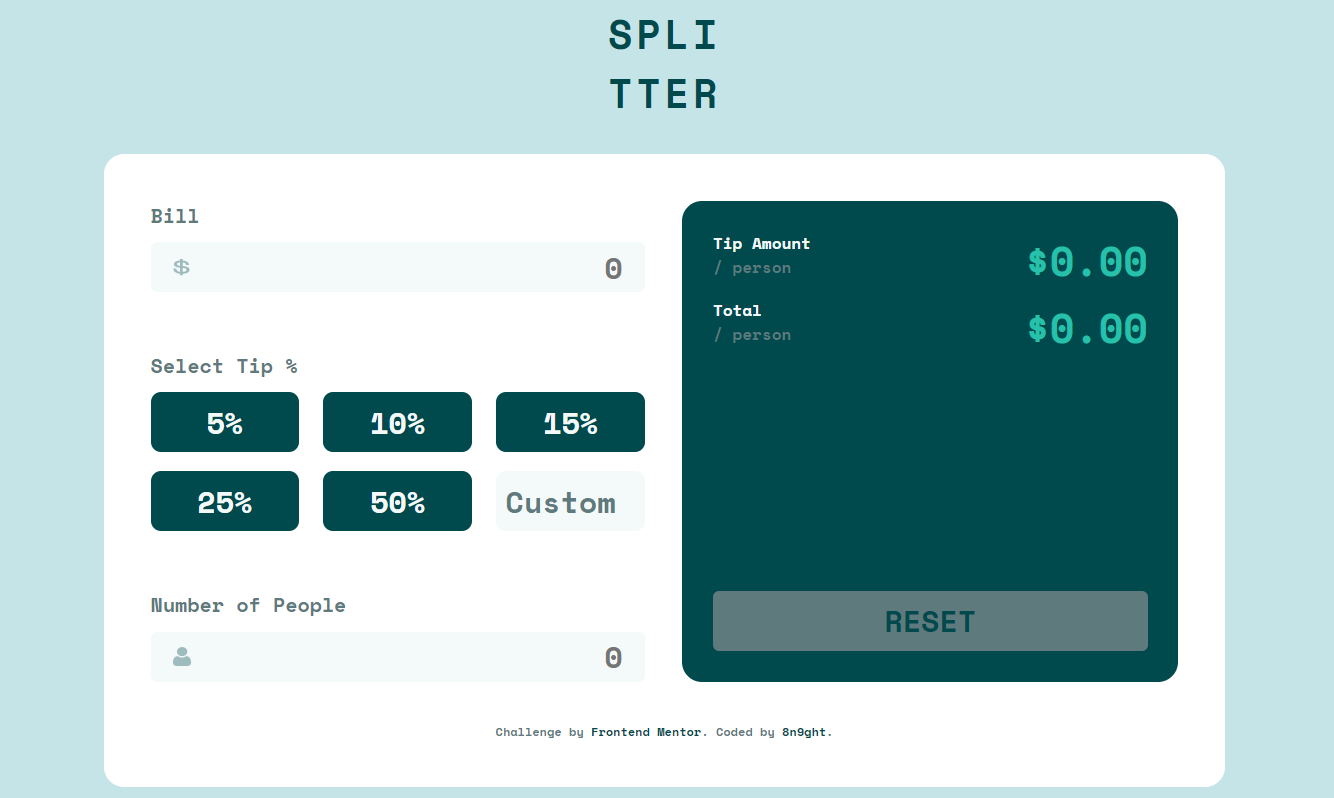 SPLI
TTER
Bill
$
0
Select Tip %
5%
10%
15%
25%
50%
Custom
Number of People
0
Tip Amount
/ person
$0.00
Total
/ person
$0.00
RESET
Challenge by Frontend Mentor. Coded by 8n9ght.